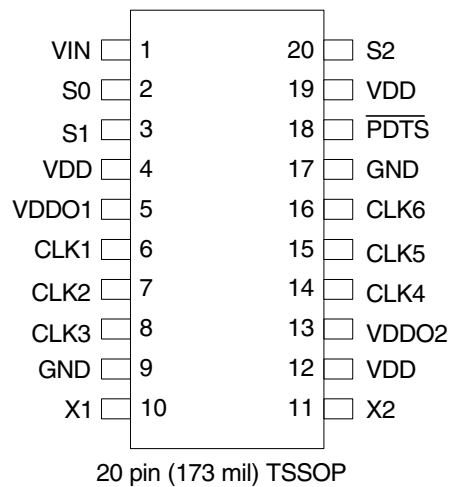 VIN 1 20 S2
S0 2 19 VDD
S1 3 18 PDTS
VDD 4 17 GND
VDDO1 5 16 CLK6
CLK1 6 15 CLK5
CLK2 7 14 CLK4
CLK3 8 13 VDDO2
GND 9 12 VDD
X1 10 11 X2
20 pin (173 mil) TSSOP